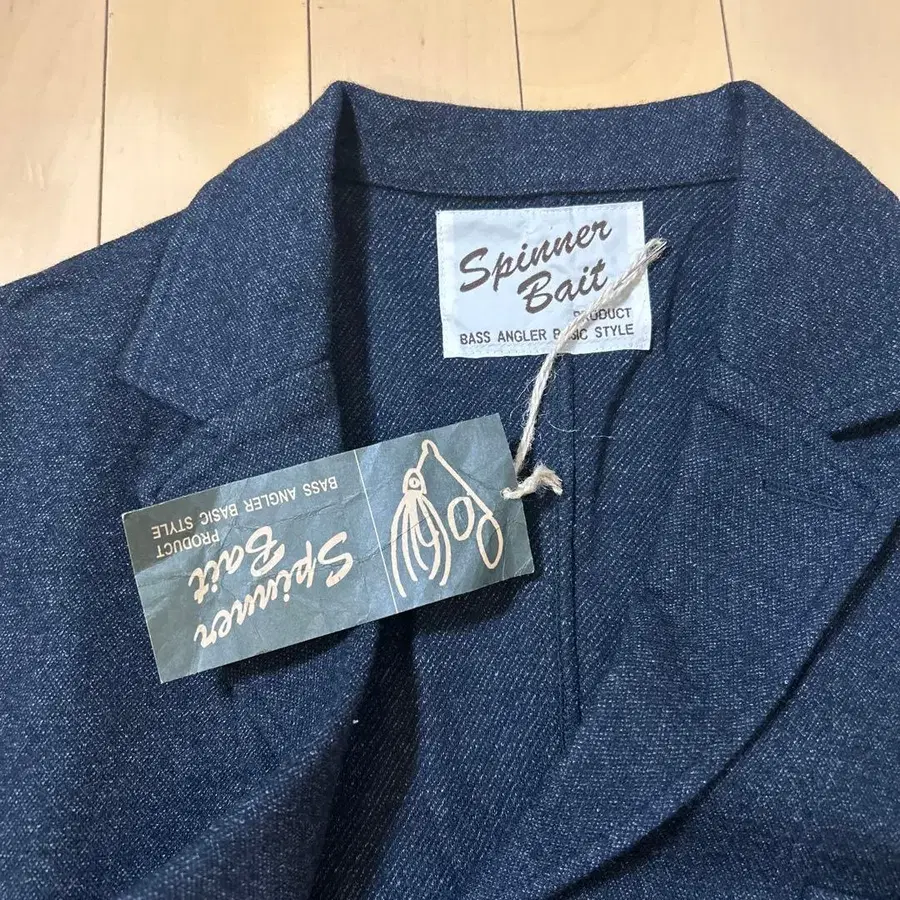 Spinner
Bait
PRODUCT
BASS ANGLER BASIC STYLE
Spinner
Bait
PRODUCT
BASS ANGLER BASIC STYLE